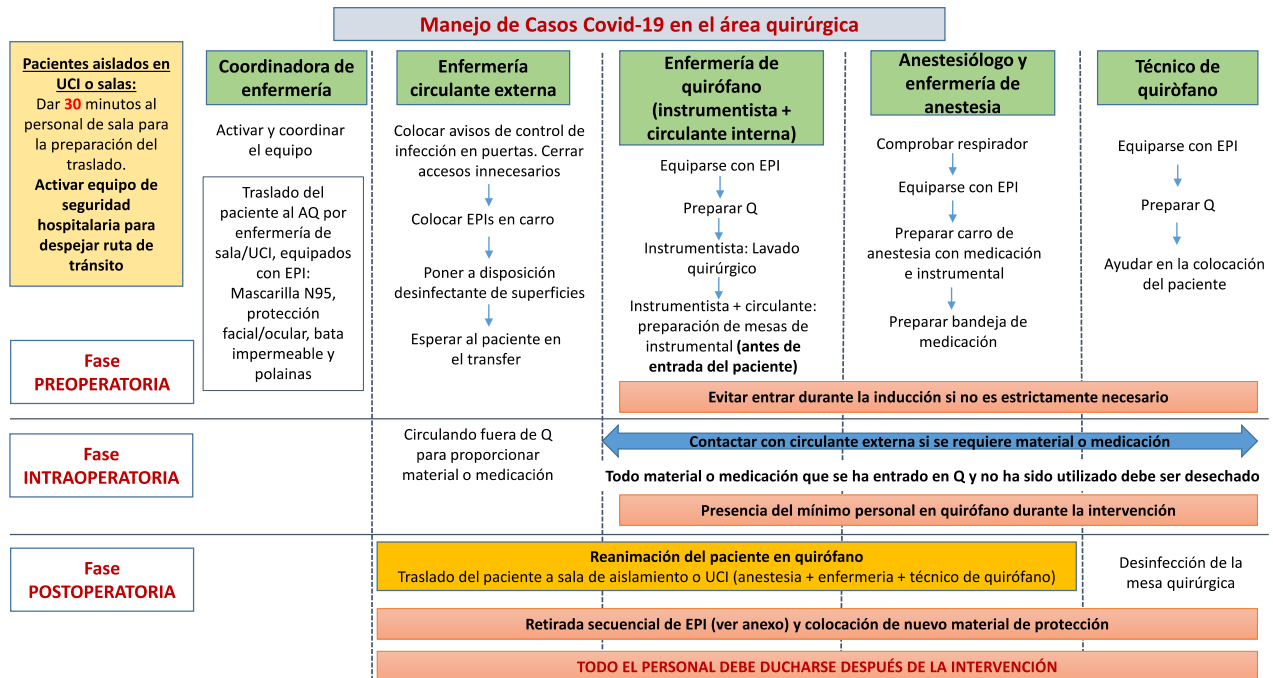 Manejo de Casos Covid-19 en el área quirúrgica
Pacientes aislados en
UCI o salas:
Dar 30 minutos al
personal de sala para
la preparación del
traslado.
Activar equipo de
seguridad
hospitalaria para
despejar ruta de
tránsito
Coordinadora de
enfermería
Activar y coordinar
el equipo
Traslado del
paciente al AQ por
enfermería de
sala/UCI, equipados
con EPI:
Mascarilla N95,
protección
facial/ocular, bata
impermeable y
polainas
Enfermería
circulante externa
Colocar avisos de control de
infección en puertas. Cerrar
accesos innecesarios
Colocar EPIs en carro
Poner a disposición
desinfectante de superficies
Esperar al paciente en
el transfer
Enfermería de
quirófano
(instrumentista +
circulante interna)
Equiparse con EPI
Preparar Q
Instrumentista: Lavado
quirúrgico
Instrumentista + circulante:
preparación de mesas de
instrumental (antes de
entrada del paciente)
Anestesiólogo y
enfermería de
anestesia
Comprobar respirador
Equiparse con EPI
Preparar carro de
anestesia con medicación
e instrumental
Preparar bandeja de
medicación
Técnico de
quiròfano
Equiparse con EPI
Preparar Q
Ayudar en la colocación
del paciente
Fase
PREOPERATORIA
Evitar entrar durante la inducción si no es estrictamente necesario
Fase
INTRAOPERATORIA
Circulando fuera de Q
para proporcionar
material o medicación
Contactar con circulante externa si se requiere material o medicación
Todo material o medicación que se ha entrado en Q y no ha sido utilizado debe ser desechado
Presencia del mínimo personal en quirófano durante la intervención
Fase
POSTOPERATORIA
Reanimación del paciente en quirófano
Traslado del paciente a sala de aislamiento o UCI (anestesia + enfermeria + técnico de quirófano)
Desinfección de la
mesa quirúrgica
Retirada secuencial de EPI (ver anexo) y colocación de nuevo material de protección
TODO EL PERSONAL DEBE DUCHARSE DESPUÉS DE LA INTERVENCIÓN